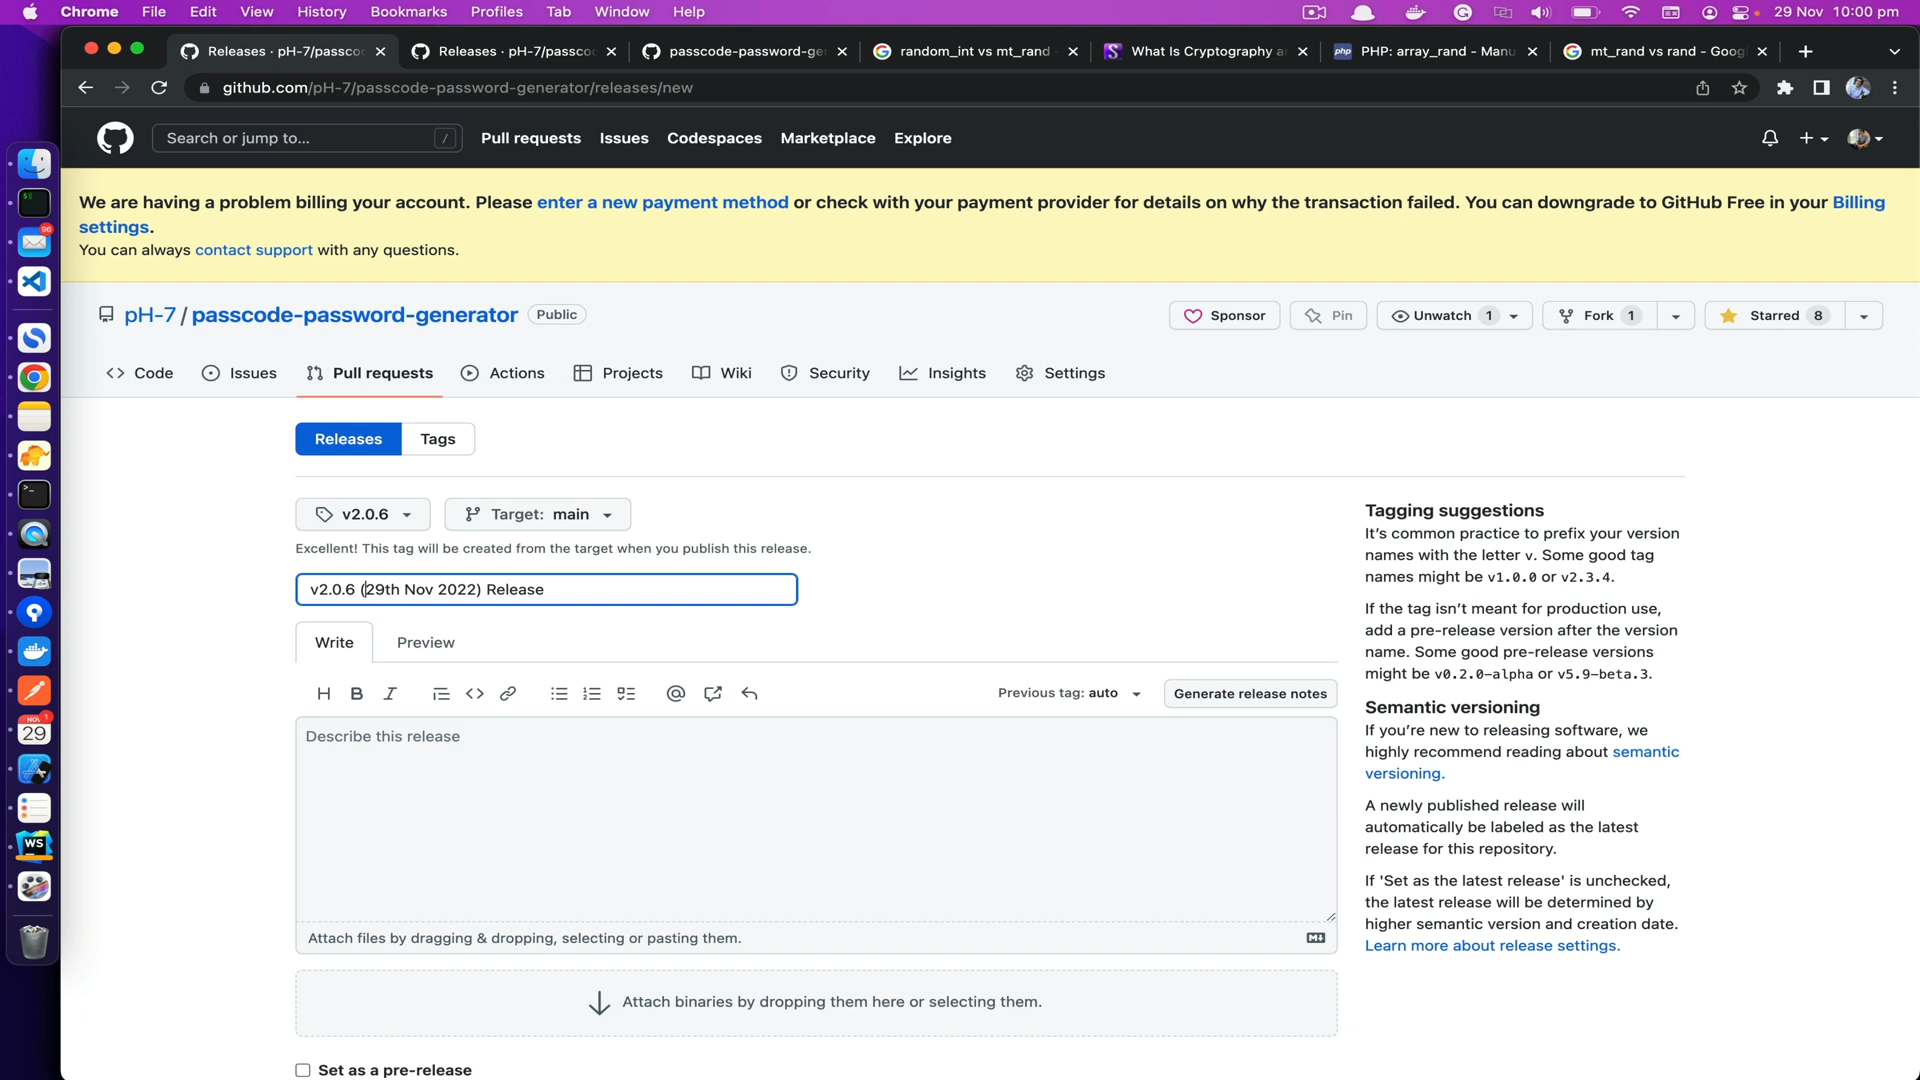 Chrome File Edit View History Bookmarks Profiles Tab Window Help 29 Nov 10:00 pm
Releases · pH-7/passco Releases · pH-7/passco passcode-password-ge random_int vs mt_rand What Is Cryptography a PHP: array_rand - Manu mt_rand vs rand - Goog
github.com/pH-7/passcode-password-generator/releases/new
Search or jump to... / Pull requests Issues Codespaces Marketplace Explore
We are having a problem billing your account. Please enter a new payment method or check with your payment provider for details on why the transaction failed. You can downgrade to GitHub Free in your Billing
settings.
You can always contact support with any questions.
pH-7 / passcode-password-generator Public Sponsor Pin Unwatch 1 Fork 1 Starred 8
Code Issues Pull requests Actions Projects Wiki Security Insights Settings
Releases Tags
v2.0.6 Target: main
Excellent! This tag will be created from the target when you publish this release.
v2.0.6 (29th Nov 2022) Release
Write Preview
H B I Previous tag: auto Generate release notes
Describe this release
Attach files by dragging & dropping, selecting or pasting them.
Attach binaries by dropping them here or selecting them.
Set as a pre-release
Tagging suggestions
It's common practice to prefix your version
names with the letter v. Some good tag
names might be v1.0.0 or v2.3.4.
If the tag isn't meant for production use,
add a pre-release version after the version
name. Some good pre-release versions
might be v0.2.0-alpha or v5.9-beta.3.
Semantic versioning
If you're new to releasing software, we
highly recommend reading about semantic
versioning.
A newly published release will
automatically be labeled as the latest
release for this repository.
If 'Set as the latest release' is unchecked,
the latest release will be determined by
higher semantic version and creation date.
Learn more about release settings.
96
NOV 1
29
WS